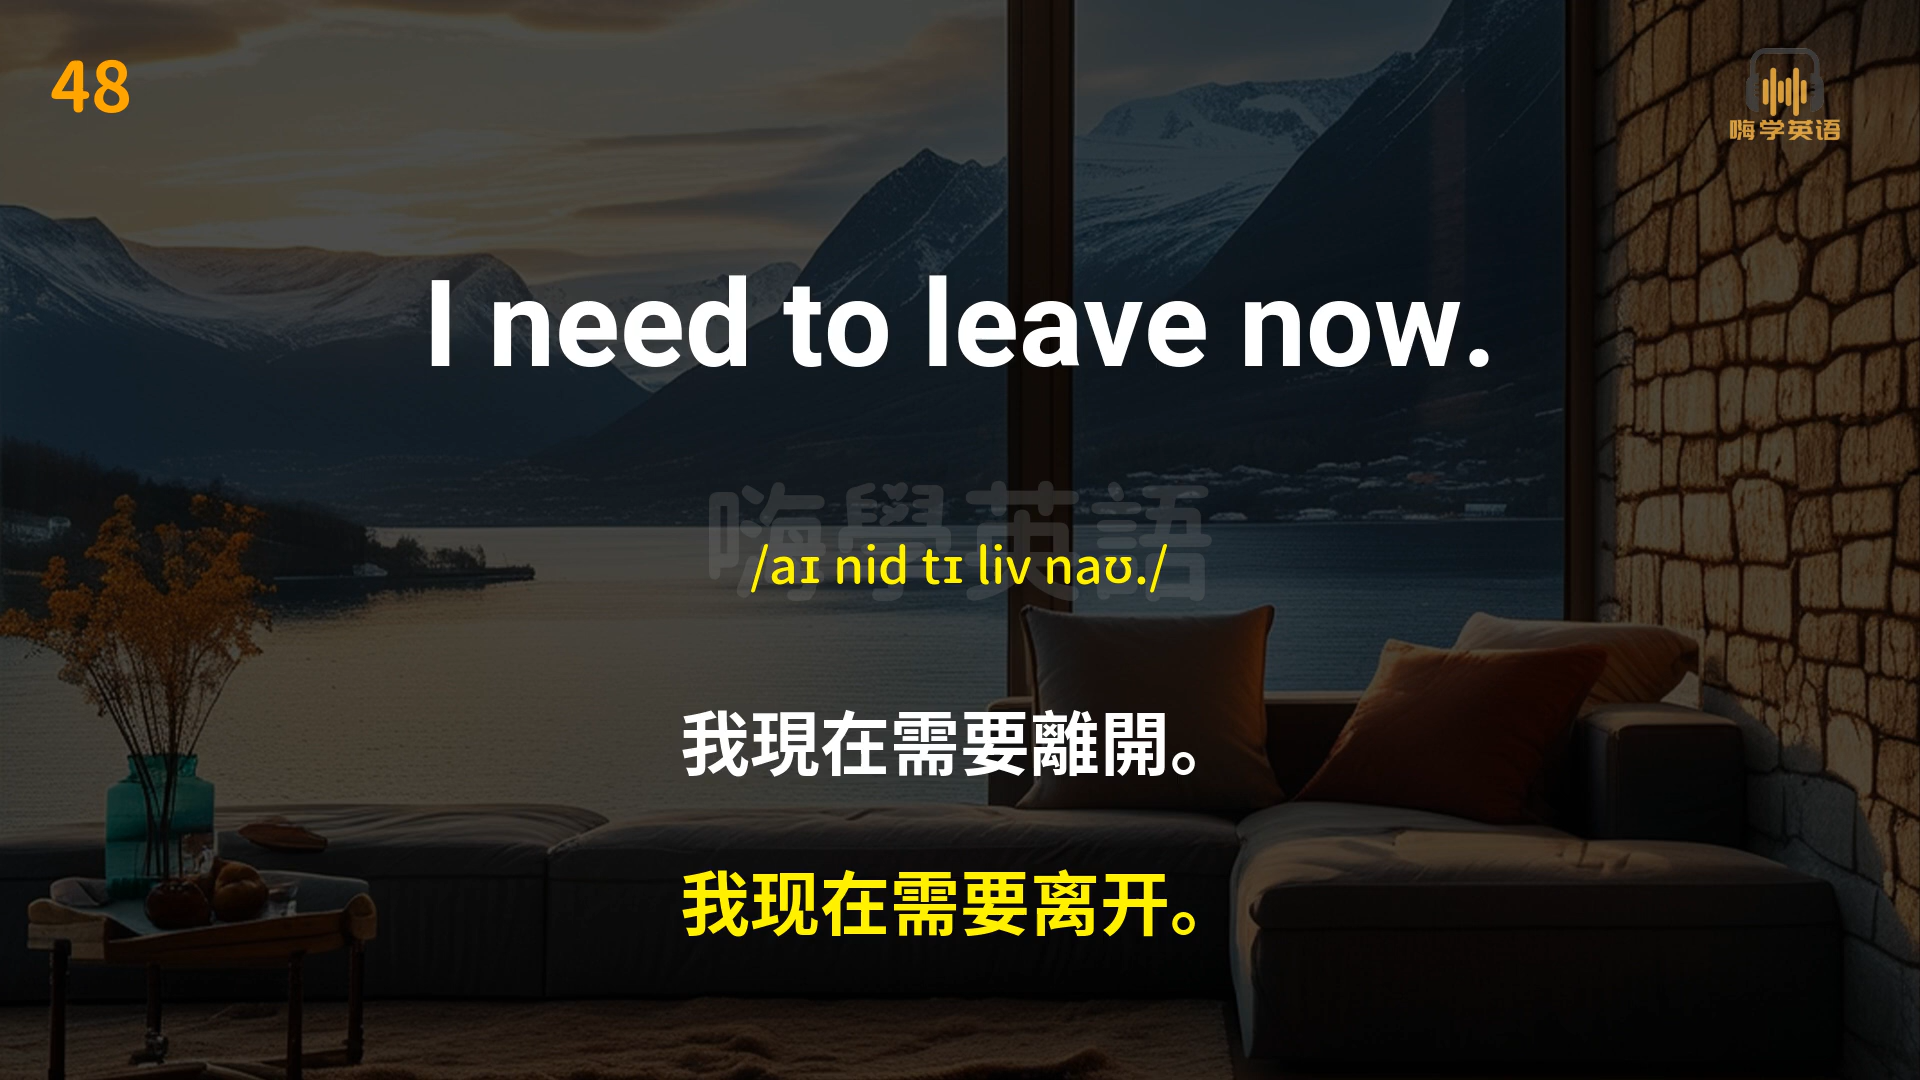 48
嗨学英语
I need to leave now.
嗨學英語
/aɪ nid tɪ liv naʊ./
我現在需要離開。
我现在需要离开。